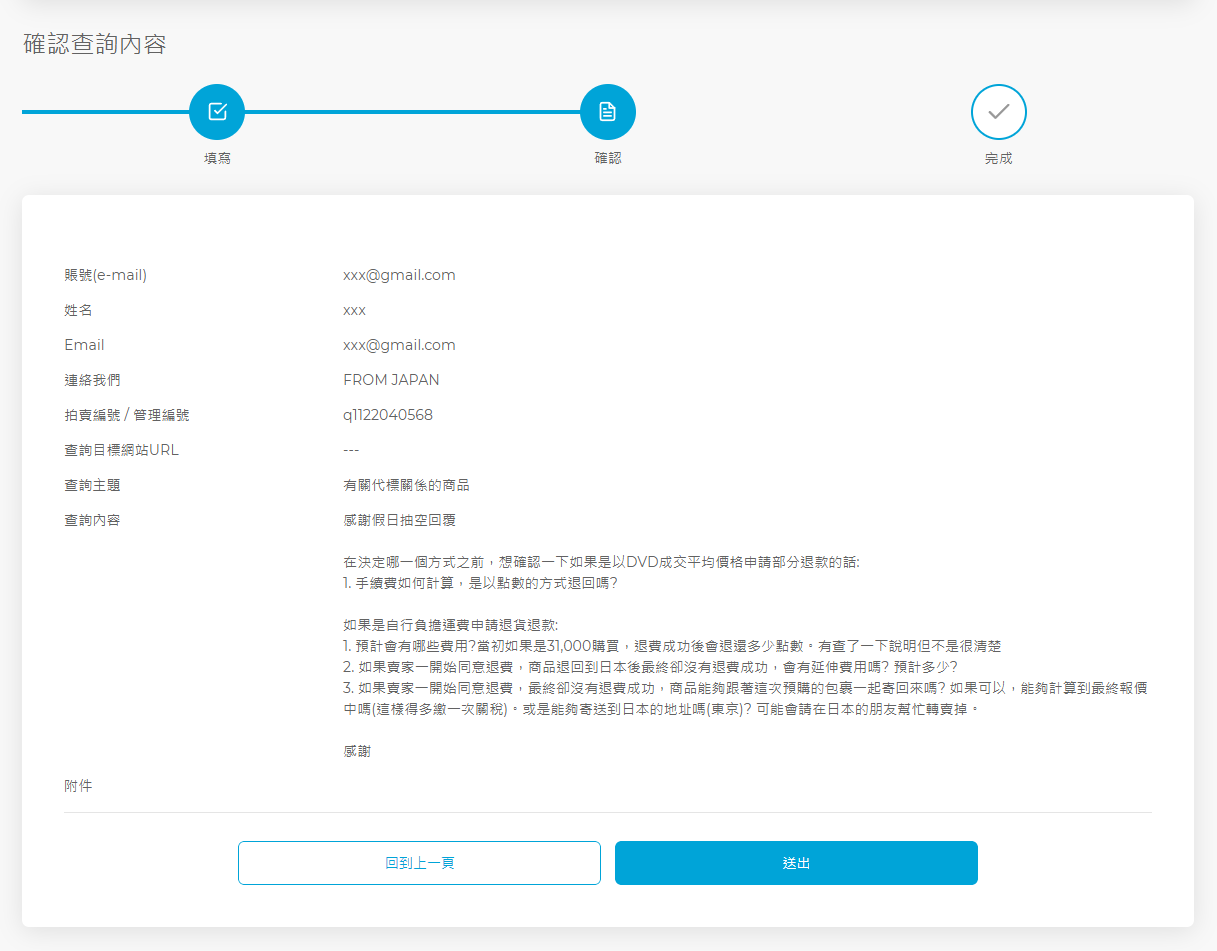 確認查詢內容
填寫
確認
完成
賬號(e-mail) xxx@gmail.com
姓名 xxx
Email xxx@gmail.com
連絡我們 FROM JAPAN
拍賣編號 / 管理編號 q1122040568
查詢目標網站URL ---
查詢主題 有關代標關係的商品
查詢內容 感謝假日抽空回覆
在決定哪一個方式之前，想確認一下如果是以DVD成交平均價格申請部分退款的話:
1. 手續費如何計算，是以點數的方式退回嗎?
如果是自行負擔運費申請退貨退款:
1. 預計會有哪些費用?當初如果是31,000購買，退費成功後會退還多少點數。有查了一下說明但不是很清楚
2. 如果賣家一開始同意退費，商品退回到日本後最終卻沒有退費成功，會有延伸費用嗎? 預計多少?
3. 如果賣家一開始同意退費，最終卻沒有退費成功，商品能夠跟著這次預購的包裹一起寄回來嗎? 如果可以，能夠計算到最終報價
中嗎(這樣得多繳一次關稅)。或是能夠寄送到日本的地址嗎(東京)? 可能會請在日本的朋友幫忙轉賣掉。
感謝
附件
回到上一頁
送出